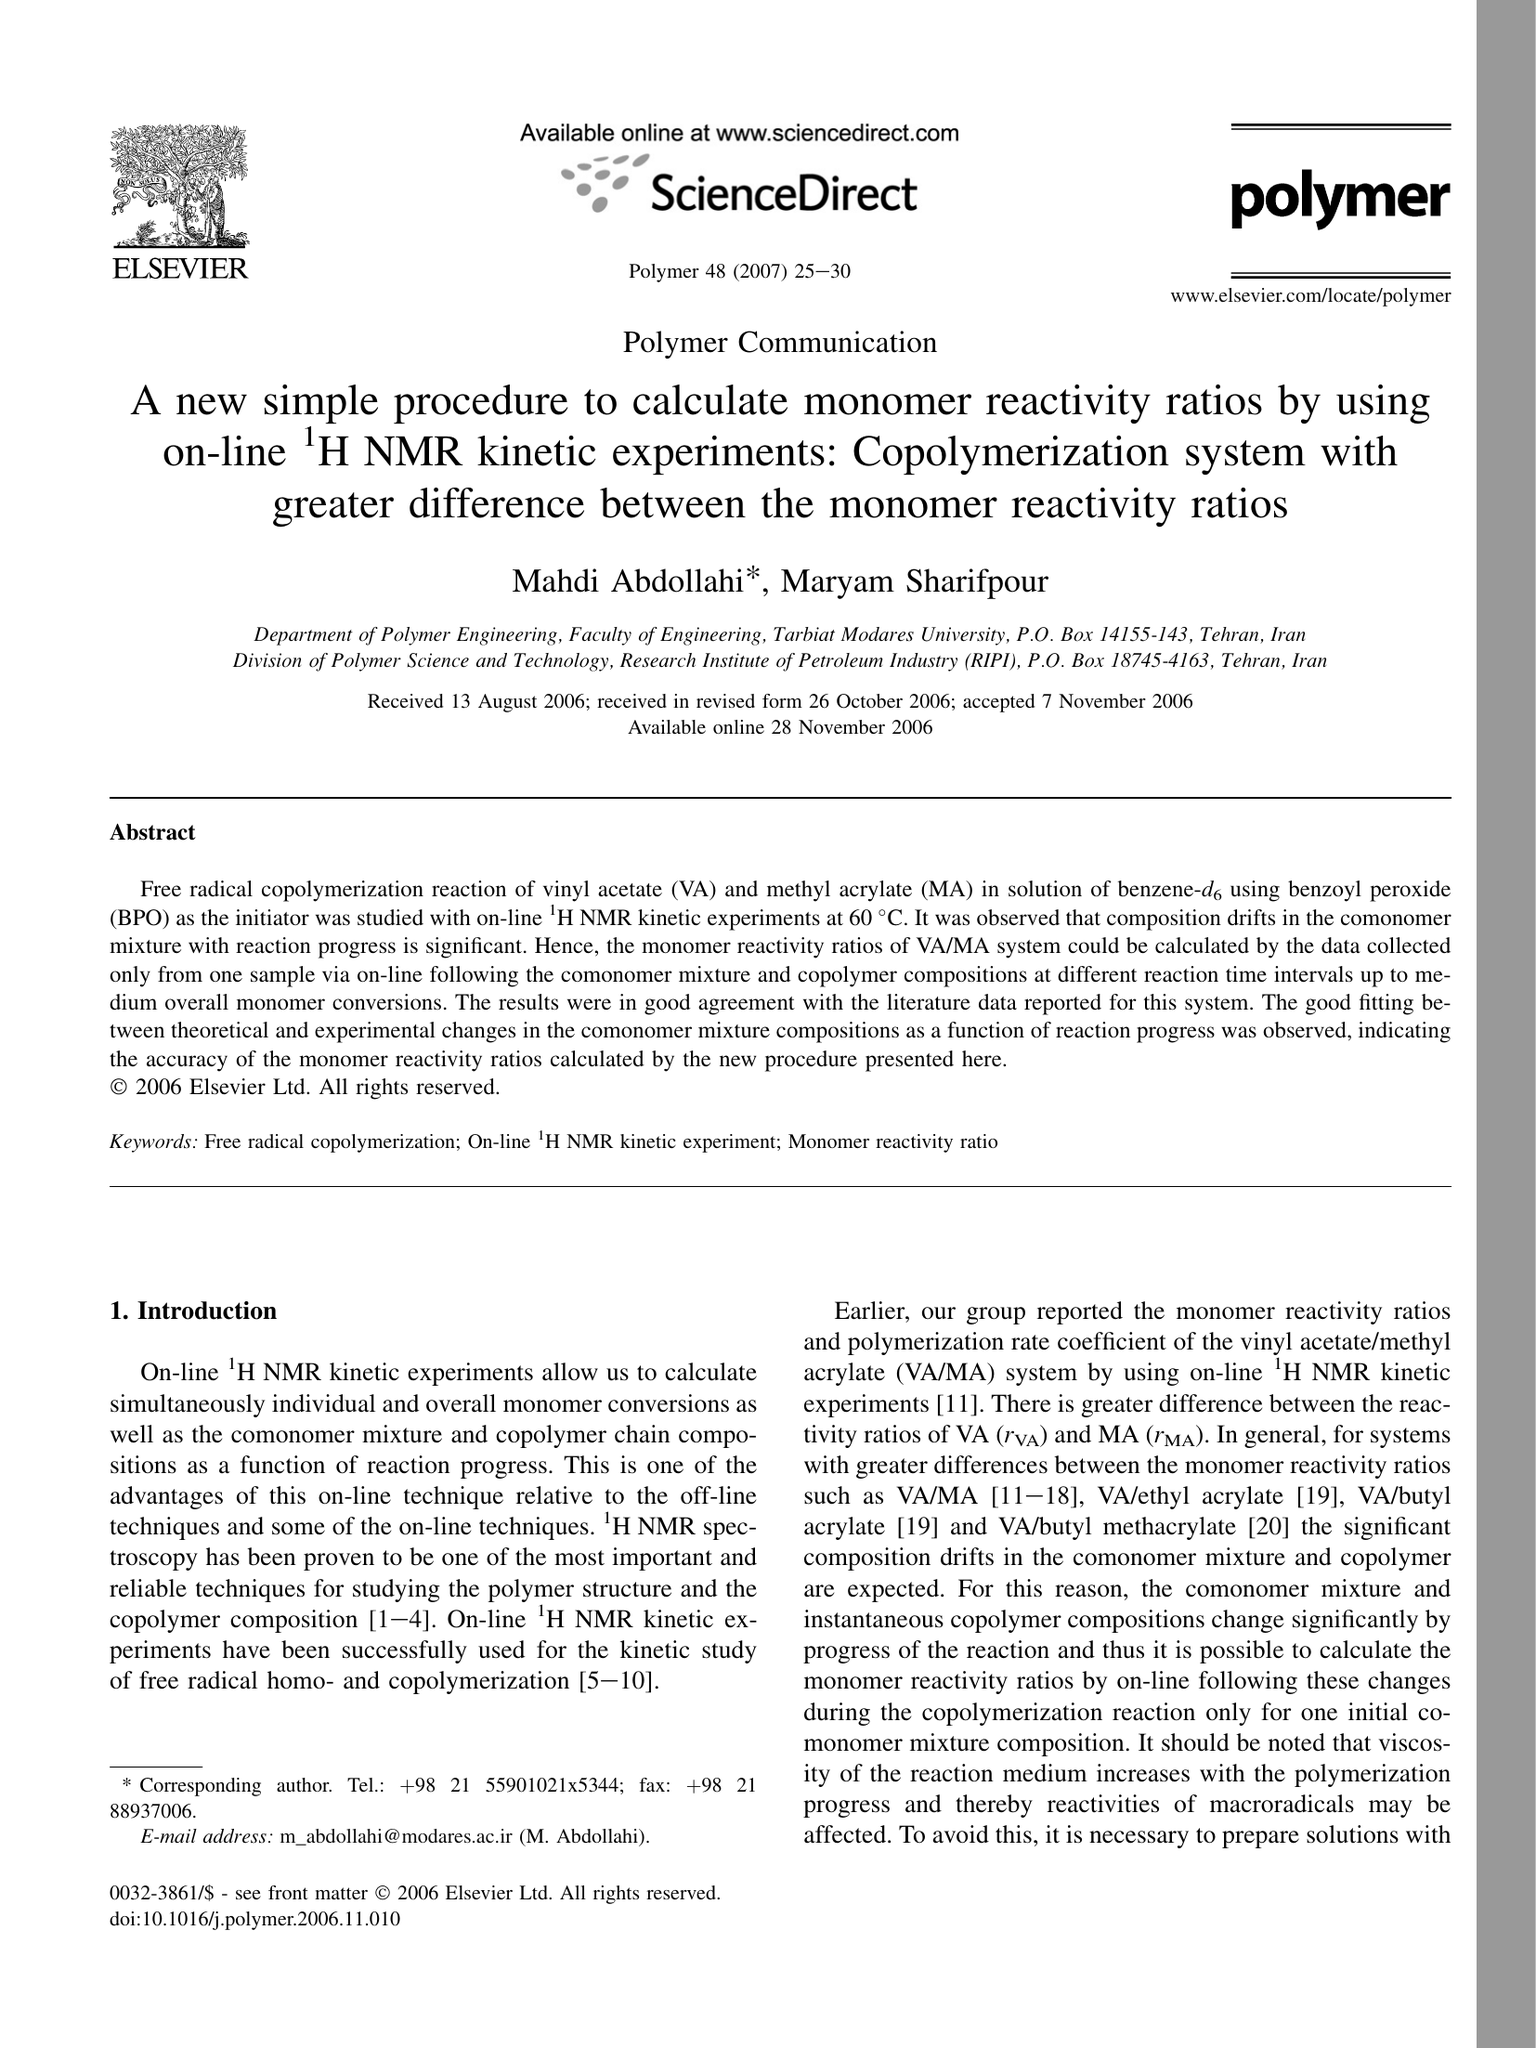 Available online at www.sciencedirect.com
ScienceDirect
polymer
ELSEVIER
Polymer 48 (2007) 25–30
www.elsevier.com/locate/polymer
Polymer Communication
A new simple procedure to calculate monomer reactivity ratios by using
on-line ¹H NMR kinetic experiments: Copolymerization system with
greater difference between the monomer reactivity ratios
Mahdi Abdollahi*, Maryam Sharifpour
Department of Polymer Engineering, Faculty of Engineering, Tarbiat Modares University, P.O. Box 14155-143, Tehran, Iran
Division of Polymer Science and Technology, Research Institute of Petroleum Industry (RIPI), P.O. Box 18745-4163, Tehran, Iran
Received 13 August 2006; received in revised form 26 October 2006; accepted 7 November 2006
Available online 28 November 2006
Abstract
Free radical copolymerization reaction of vinyl acetate (VA) and methyl acrylate (MA) in solution of benzene-d₆ using benzoyl peroxide
(BPO) as the initiator was studied with on-line ¹H NMR kinetic experiments at 60 °C. It was observed that composition drifts in the comonomer
mixture with reaction progress is significant. Hence, the monomer reactivity ratios of VA/MA system could be calculated by the data collected
only from one sample via on-line following the comonomer mixture and copolymer compositions at different reaction time intervals up to me-
dium overall monomer conversions. The results were in good agreement with the literature data reported for this system. The good fitting be-
tween theoretical and experimental changes in the comonomer mixture compositions as a function of reaction progress was observed, indicating
the accuracy of the monomer reactivity ratios calculated by the new procedure presented here.
© 2006 Elsevier Ltd. All rights reserved.
Keywords: Free radical copolymerization; On-line ¹H NMR kinetic experiment; Monomer reactivity ratio
1. Introduction
On-line ¹H NMR kinetic experiments allow us to calculate
simultaneously individual and overall monomer conversions as
well as the comonomer mixture and copolymer chain compo-
sitions as a function of reaction progress. This is one of the
advantages of this on-line technique relative to the off-line
techniques and some of the on-line techniques. ¹H NMR spec-
troscopy has been proven to be one of the most important and
reliable techniques for studying the polymer structure and the
copolymer composition [1–4]. On-line ¹H NMR kinetic ex-
periments have been successfully used for the kinetic study
of free radical homo- and copolymerization [5–10].
* Corresponding author. Tel.: +98 21 55901021x5344; fax: +98 21
88937006.
E-mail address: m_abdollahi@modares.ac.ir (M. Abdollahi).
Earlier, our group reported the monomer reactivity ratios
and polymerization rate coefficient of the vinyl acetate/methyl
acrylate (VA/MA) system by using on-line ¹H NMR kinetic
experiments [11]. There is greater difference between the reac-
tivity ratios of VA (rVA) and MA (rMA). In general, for systems
with greater differences between the monomer reactivity ratios
such as VA/MA [11–18], VA/ethyl acrylate [19], VA/butyl
acrylate [19] and VA/butyl methacrylate [20] the significant
composition drifts in the comonomer mixture and copolymer
are expected. For this reason, the comonomer mixture and
instantaneous copolymer compositions change significantly by
progress of the reaction and thus it is possible to calculate the
monomer reactivity ratios by on-line following these changes
during the copolymerization reaction only for one initial co-
monomer mixture composition. It should be noted that viscos-
ity of the reaction medium increases with the polymerization
progress and thereby reactivities of macroradicals may be
affected. To avoid this, it is necessary to prepare solutions with
0032-3861/$ - see front matter © 2006 Elsevier Ltd. All rights reserved.
doi:10.1016/j.polymer.2006.11.010